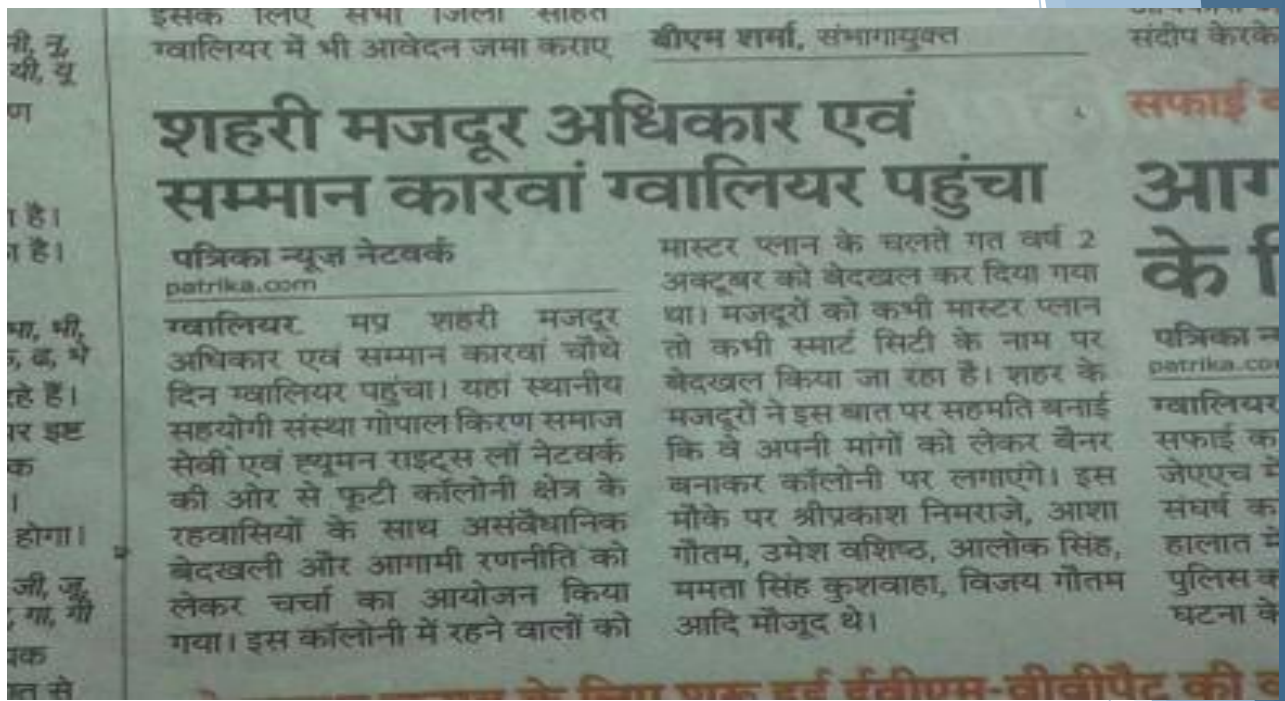 नी, नू,
यी, यू
ण
ा है।
ा है।
भा, भी,
रहे हैं।
र इष्ट
क
।
होगा।
जी, जू,
गा, गी
इसके लिए सभी जिलों सहित
ग्वालियर में भी आवेदन जमा कराए
बीएम शर्मा, संभागायुक्त
शहरी मजदूर अधिकार एवं
सम्मान कारवां ग्वालियर पहुंचा
पत्रिका न्यूज नेटवर्क
patrika.com
ग्वालियर. मप्र शहरी मजदूर
अधिकार एवं सम्मान कारवां चौथे
दिन ग्वालियर पहुंचा। यहां स्थानीय
सहयोगी संस्था गोपाल किरण समाज
सेवी एवं ह्यूमन राइट्स लॉ नेटवर्क
की ओर से फूटी कॉलोनी क्षेत्र के
रहवासियों के साथ असंवैधानिक
बेदखली और आगामी रणनीति को
लेकर चर्चा का आयोजन किया
गया। इस कॉलोनी में रहने वालों को
मास्टर प्लान के चलते गत वर्ष 2
अक्टूबर को बेदखल कर दिया गया
था। मजदूरों को कभी मास्टर प्लान
तो कभी स्मार्ट सिटी के नाम पर
बेदखल किया जा रहा है। शहर के
मजदूरों ने इस बात पर सहमति बनाई
कि वे अपनी मांगों को लेकर बैनर
बनाकर कॉलोनी पर लगाएंगे। इस
मौके पर श्रीप्रकाश निमराजे, आशा
गौतम, उमेश वशिष्ठ, आलोक सिंह,
ममता सिंह कुशवाहा, विजय गौतम
आदि मौजूद थे।
के लिए शुरू हुई ईवीएम-वीवीपैट की
संदीप केरके
सफाई
आग
के
पत्रिका
patrika.co
ग्वालियर
सफाई
जेएएच में
संघर्ष
हालात में
पुलिस
घटना के